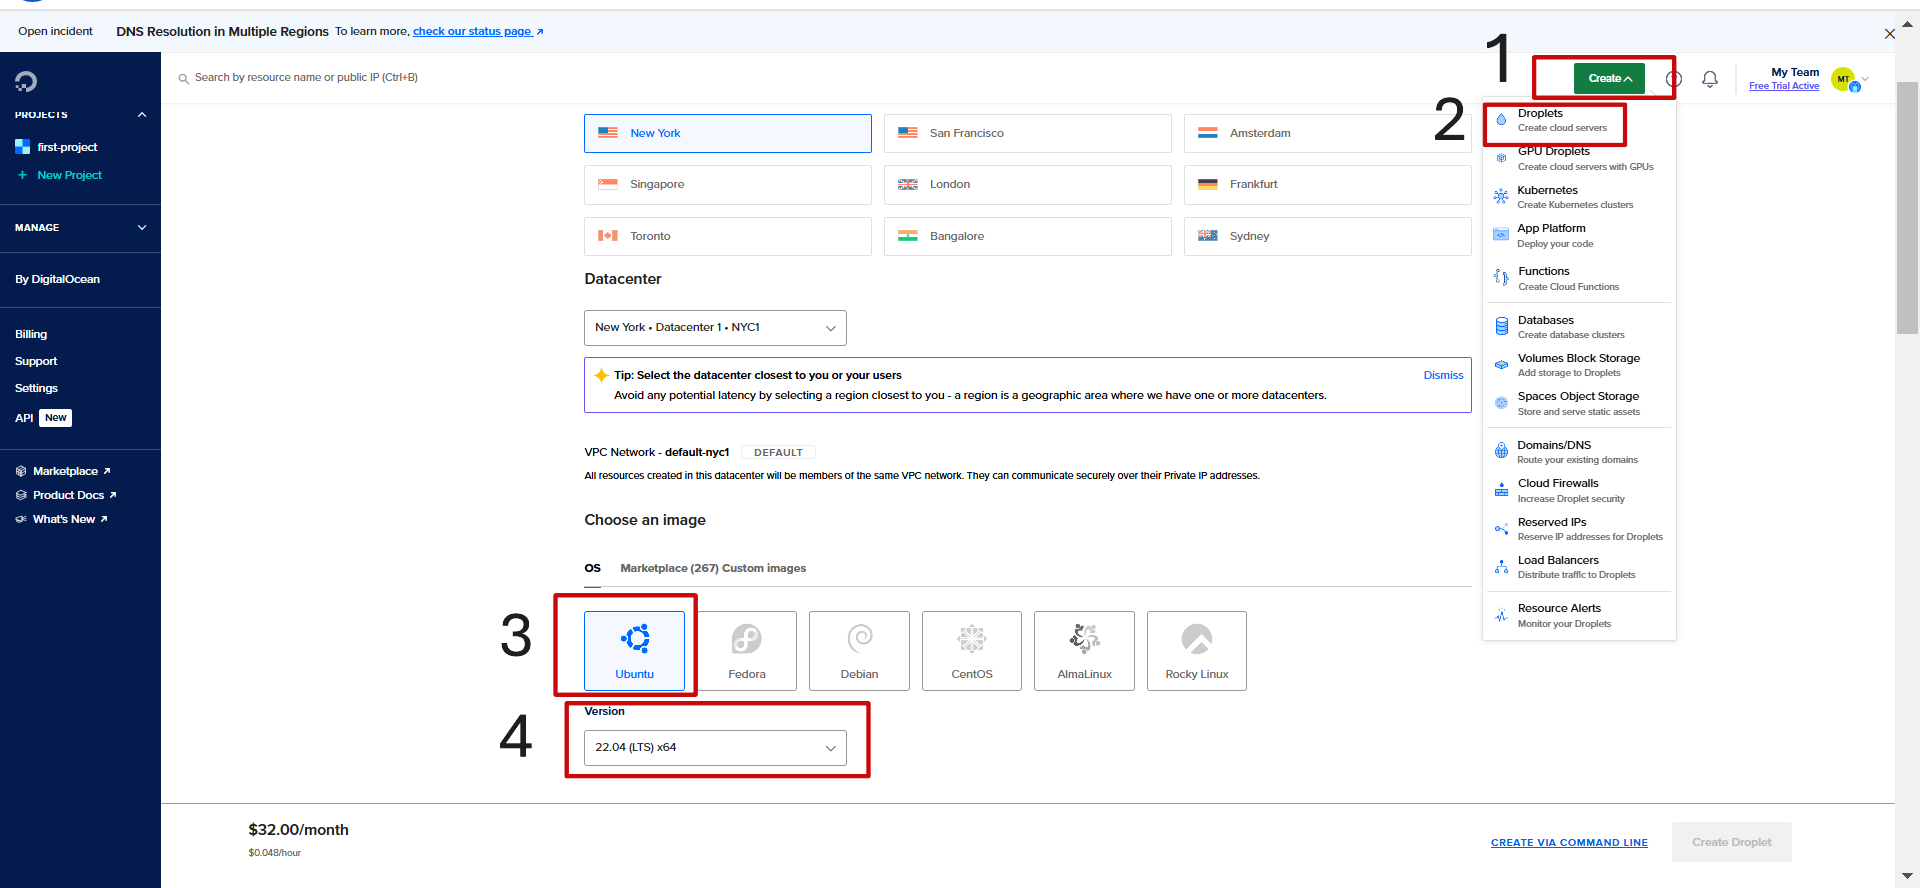 Open incident DNS Resolution in Multiple Regions To learn more, check our status page
1
Search by resource name or public IP (Ctrl+B)
Create
My Team
Free Trial Active
MT
PROJECTS
first-project
New Project
MANAGE
By DigitalOcean
Billing
Support
Settings
API New
Marketplace
Product Docs
What's New
2
Droplets
Create cloud servers
GPU Droplets
Create cloud servers with GPUs
Kubernetes
Create Kubernetes clusters
App Platform
Deploy your code
Functions
Create Cloud Functions
Databases
Create database clusters
Volumes Block Storage
Add storage to Droplets
Spaces Object Storage
Store and serve static assets
Domains/DNS
Route your existing domains
Cloud Firewalls
Increase Droplet security
Reserved IPs
Reserve IP addresses for Droplets
Load Balancers
Distribute traffic to Droplets
Resource Alerts
Monitor your Droplets
New York San Francisco Amsterdam
Singapore London Frankfurt
Toronto Bangalore Sydney
Datacenter
New York • Datacenter 1 • NYC1
Tip: Select the datacenter closest to you or your users Dismiss
Avoid any potential latency by selecting a region closest to you - a region is a geographic area where we have one or more datacenters.
VPC Network - default-nyc1 DEFAULT
All resources created in this datacenter will be members of the same VPC network. They can communicate securely over their Private IP addresses.
Choose an image
OS Marketplace (267) Custom images
3
Ubuntu Fedora Debian CentOS AlmaLinux Rocky Linux
4
Version
22.04 (LTS) x64
$32.00/month
$0.048/hour
CREATE VIA COMMAND LINE Create Droplet